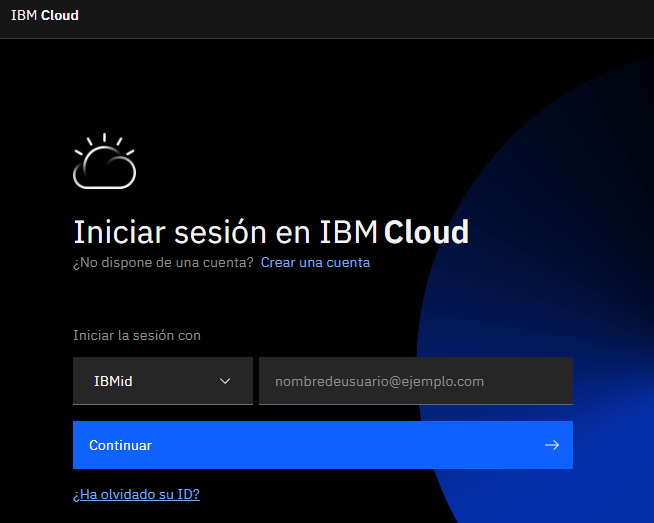 IBM Cloud
Iniciar sesión en IBM Cloud
¿No dispone de una cuenta? Crear una cuenta
Iniciar la sesión con
IBMid
nombredeusuario@ejemplo.com
Continuar
¿Ha olvidado su ID?